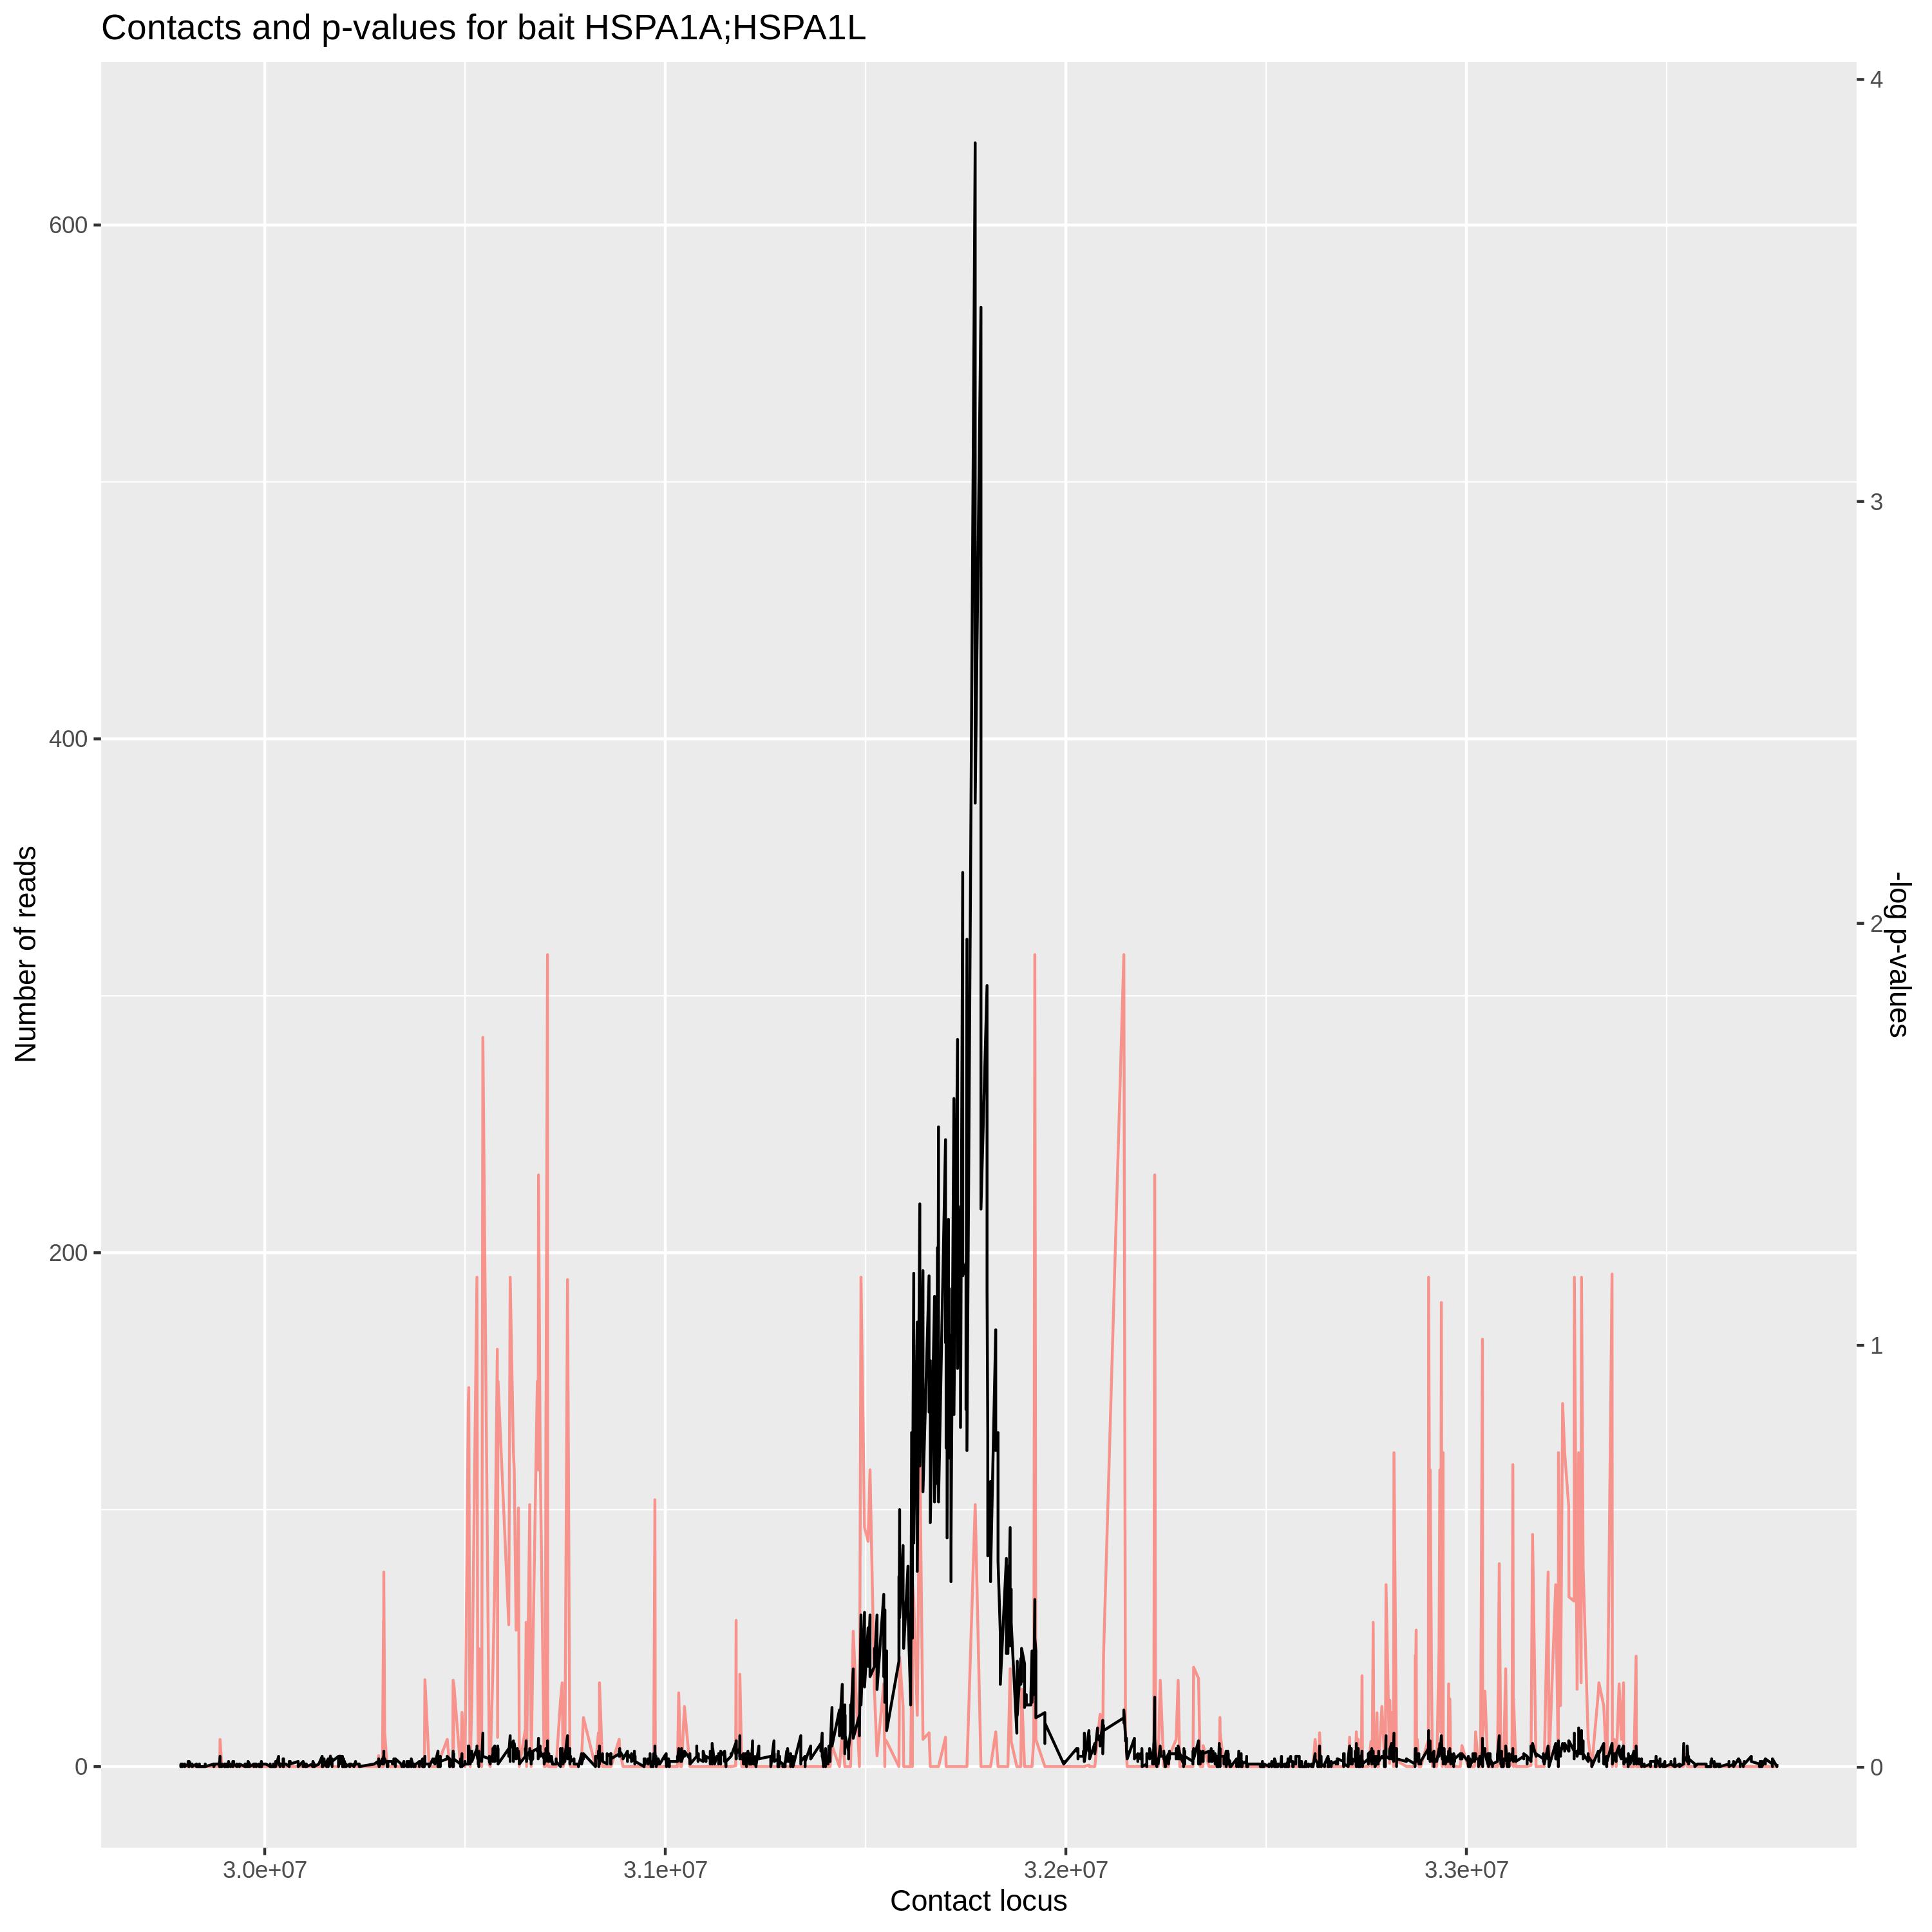 Contacts and p-values for bait HSPA1A;HSPA1L
Number of reads
600
400
200
0
4
3
2
1
0
-log p-values
3.0e+07
3.1e+07
3.2e+07
3.3e+07
Contact locus